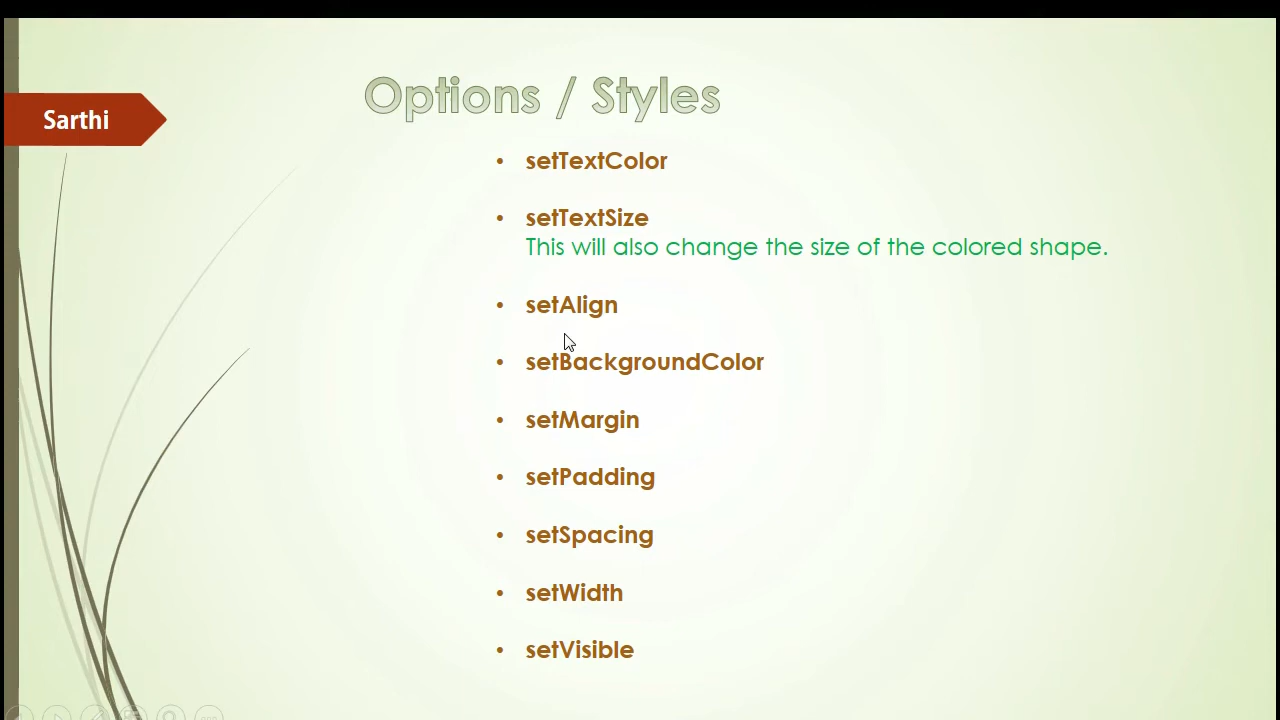 Options / Styles
Sarthi
• setTextColor
• setTextSize
This will also change the size of the colored shape.
• setAlign
• setBackgroundColor
• setMargin
• setPadding
• setSpacing
• setWidth
• setVisible